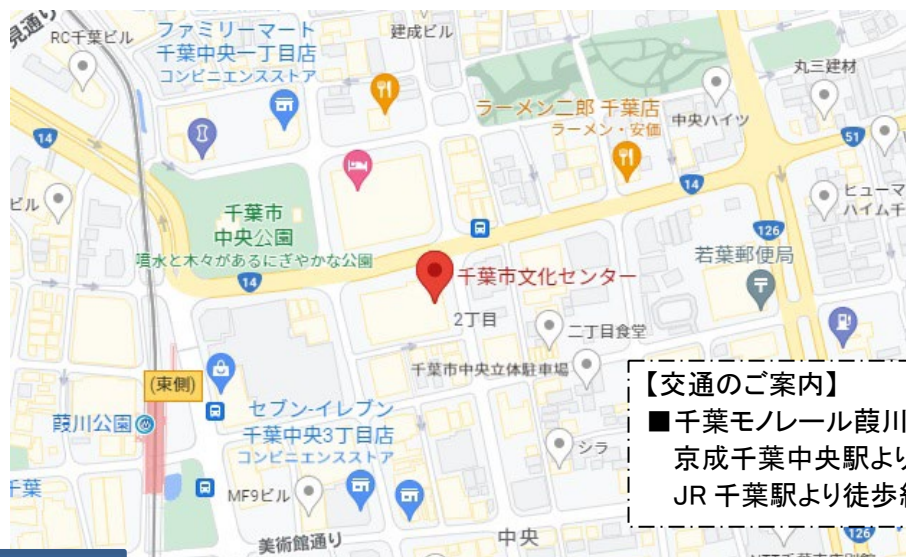 見通り
RC千葉ビル
ファミリーマート
千葉中央一丁目店
コンビニエンスストア
建成ビル
丸三建材
ラーメン二郎 千葉店
ラーメン・安価
中央ハイツ
14
51
14
ビル
千葉市
中央公園
噴水と木々があるにぎやかな公園
ヒューマ
ハイム千
126
若葉郵便局
14
千葉市文化センター
2丁目
二丁目食堂
千葉市中央立体駐車場
(東側)
葭川公園
セブン-イレブン
千葉中央3丁目店
コンビニエンスストア
シラ
千葉
MF9ビル
美術館通り
中央
126
【交通のご案内】
■千葉モノレール葭川
京成千葉中央駅より
JR 千葉駅より徒歩